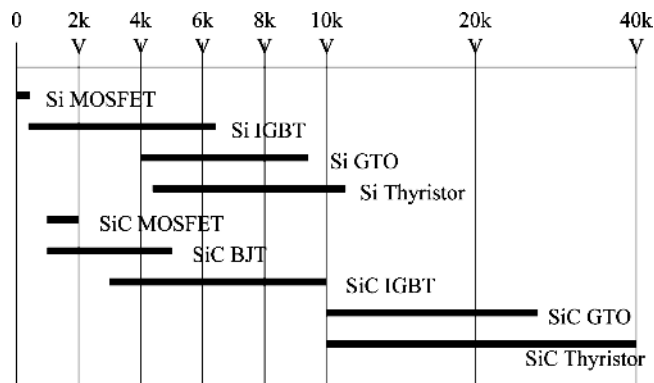 0 2k 4k 6k 8k 10k 20k 40k
V V V V V V V
Si MOSFET
Si IGBT
Si GTO
Si Thyristor
SiC MOSFET
SiC BJT
SiC IGBT
SiC GTO
SiC Thyristor